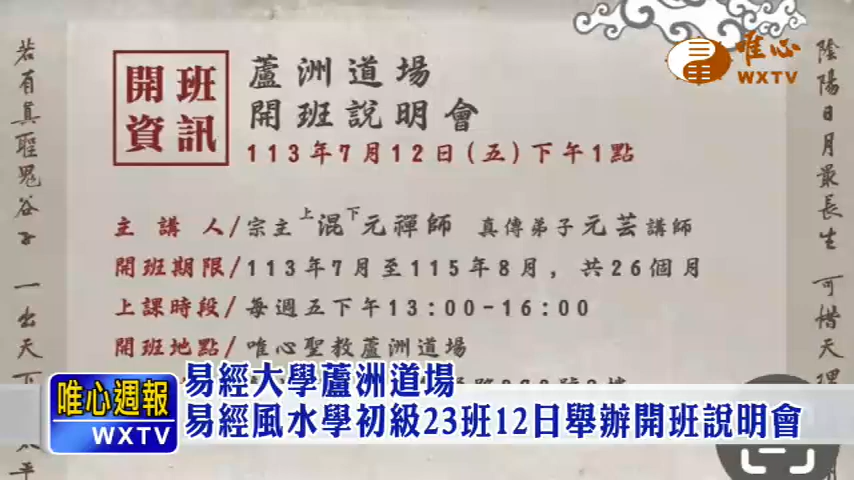 若有真聖鬼谷子 一出天下
太平
陰陽日月最長生 可惜天理
唯心
WXTV
開班
資訊
蘆洲道場
開班說明會
113年7月12日(五)下午1點
主講人/宗主上混下元禪師 真傳弟子元芸講師
開班期限/113年7月至115年8月，共26個月
上課時段/每週五下午13:00-16:00
開班地點/唯心聖教蘆洲道場
唯心週報
WXTV
易經大學蘆洲道場
易經風水學初級23班12日舉辦開班說明會